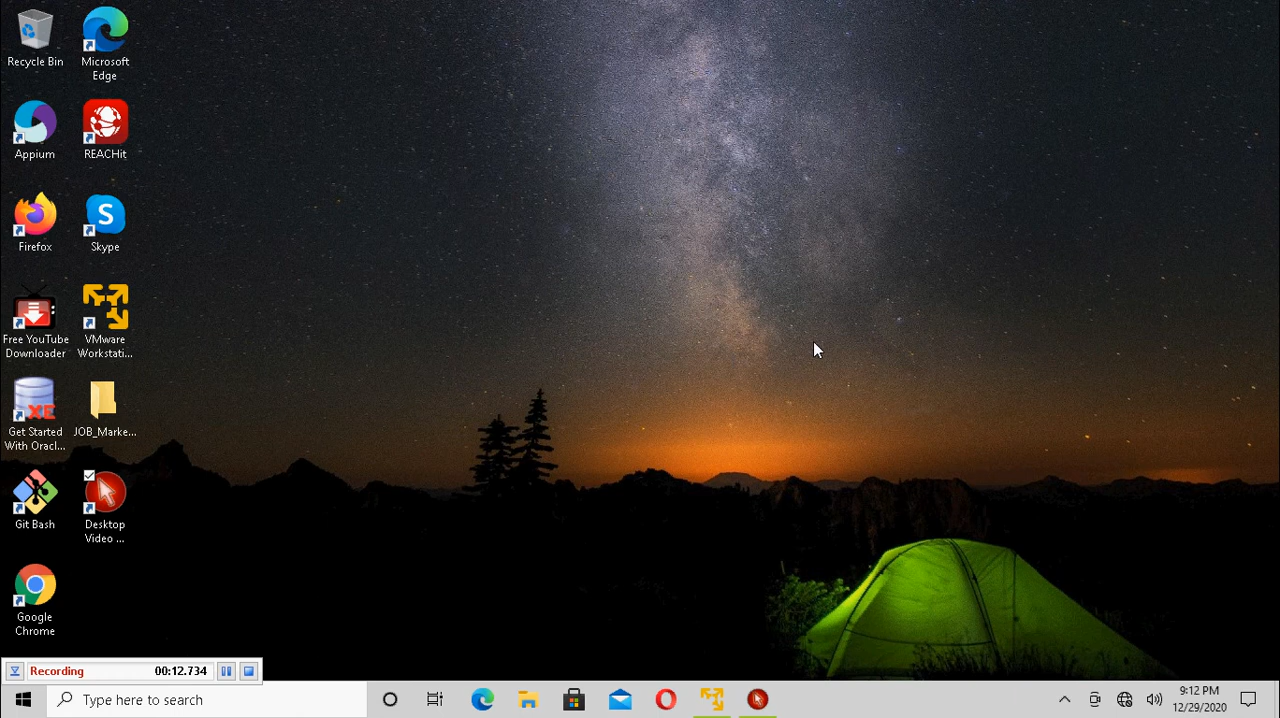 Recycle Bin
Microsoft
Edge
Appium
REACHit
Firefox
S
Skype
Free YouTube
Downloader
VMware
Workstati...
XE
Get Started
With Oracl...
JOB_Marke...
Git Bash
Desktop
Video ...
Google
Chrome
Recording 00:12.734
Type here to search
9:12 PM
12/29/2020